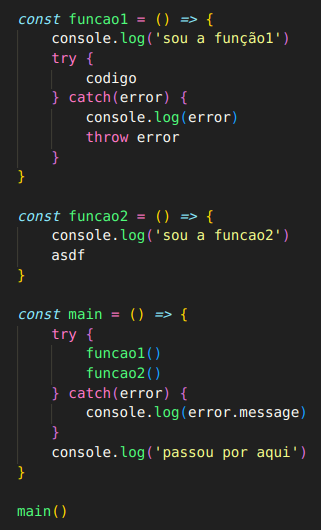 const funcao1 = () => {
    console.log('sou a função1')
    try {
        codigo
    } catch(error) {
        console.log(error)
        throw error
    }
}

const funcao2 = () => {
    console.log('sou a funcao2')
    asdf
}

const main = () => {
    try {
        funcao1()
        funcao2()
    } catch(error) {
        console.log(error.message)
    }
    console.log('passou por aqui')
}

main()